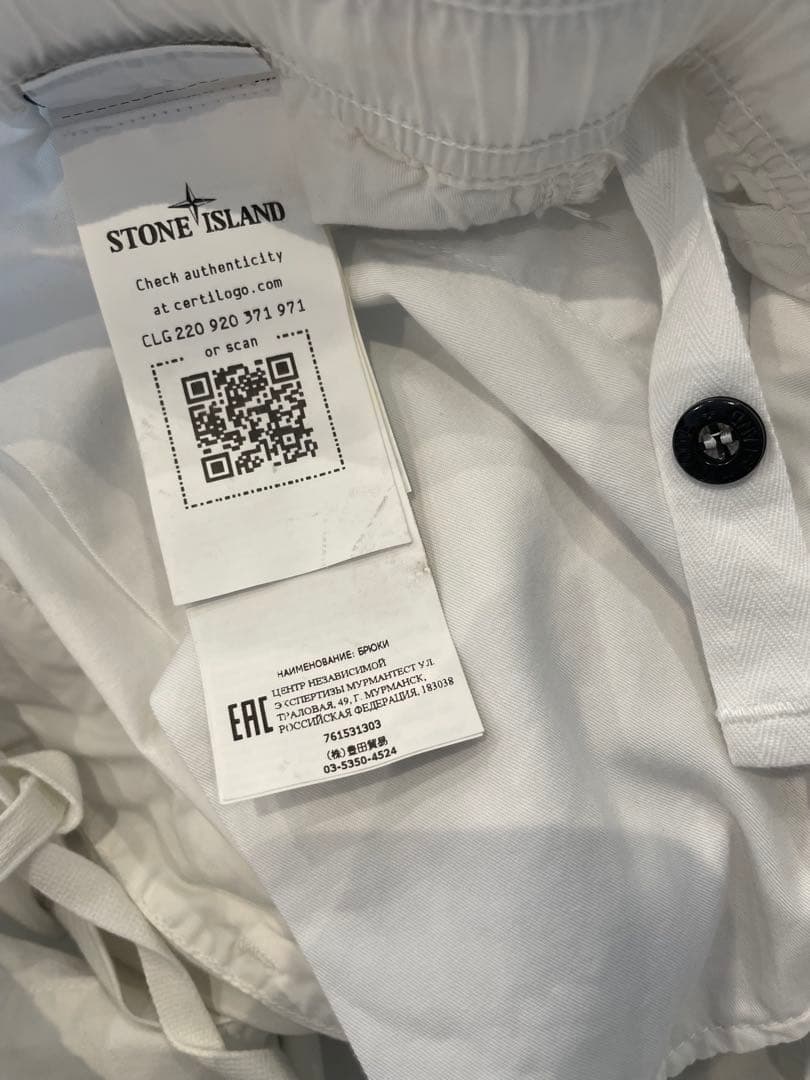 STONE ISLAND
Check authenticity
at certilogo.com
CLG 220 920 371 971
or scan
НАИМЕНОВАНИЕ: БРЮКИ
ЦЕНТР НЕЗАВИСИМОЙ
ЭКСПЕРТИЗЫ МУРМАНТЕСТ УЛ.
ТРАЛОВАЯ, 49, Г. МУРМАНСК,
РОССИЙСКАЯ ФЕДЕРАЦИЯ, 183038
EAC
761531303
(株)豊田貿易
03-5350-4524